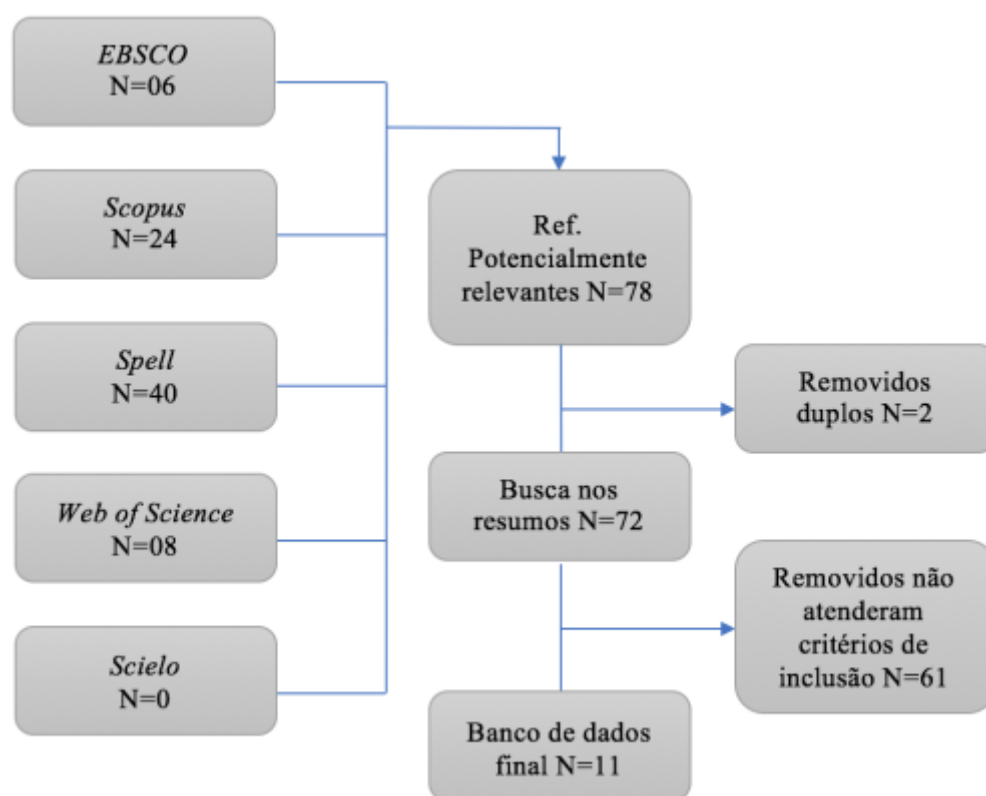 EBSCO
N=06
Scopus
N=24
Spell
N=40
Web of Science
N=08
Scielo
N=0
Ref.
Potencialmente
relevantes N=78
Removidos
duplos N=2
Busca nos
resumos N=72
Removidos não
atenderam
critérios de
inclusão N=61
Banco de dados
final N=11